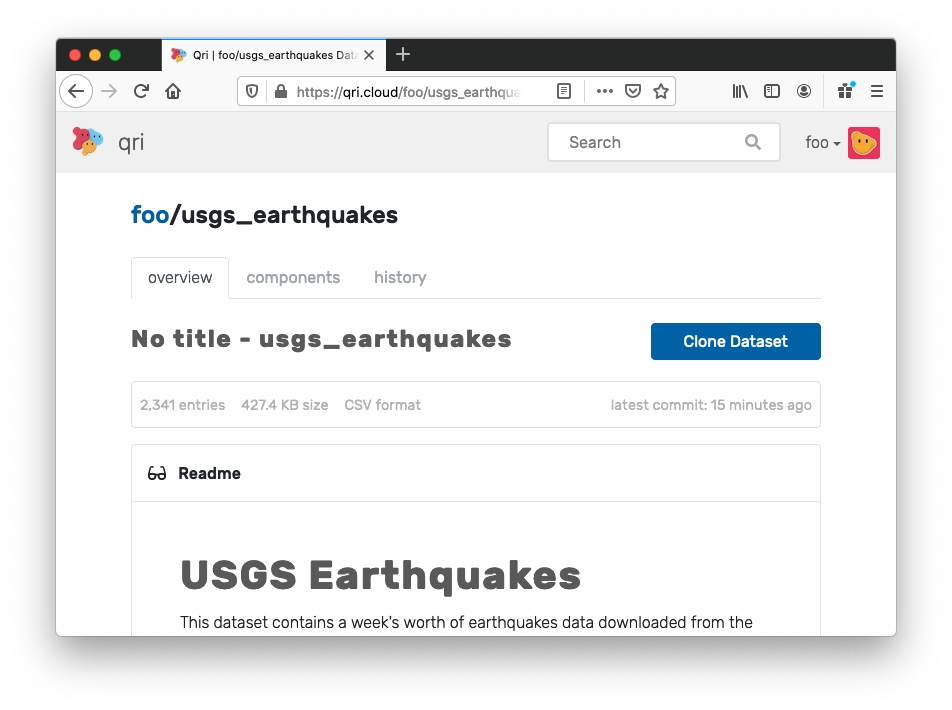 Qri | foo/usgs_earthquakes Data
https://qri.cloud/foo/usgs_earthqua
qri
Search
foo
foo/usgs_earthquakes
overview components history
No title - usgs_earthquakes
Clone Dataset
2,341 entries 427.4 KB size CSV format latest commit: 15 minutes ago
Readme
USGS Earthquakes
This dataset contains a week's worth of earthquakes data downloaded from the